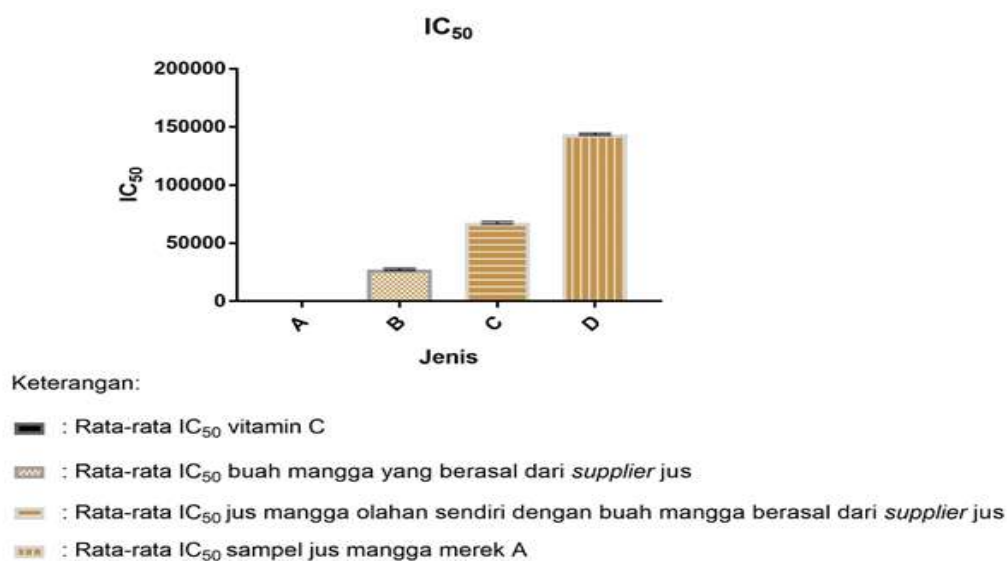 IC50
200000
150000
100000
50000
0
IC50
A B C D
Jenis
Keterangan:
: Rata-rata IC50 vitamin C
: Rata-rata IC50 buah mangga yang berasal dari supplier jus
: Rata-rata IC50 jus mangga olahan sendiri dengan buah mangga berasal dari supplier jus
: Rata-rata IC50 sampel jus mangga merek A